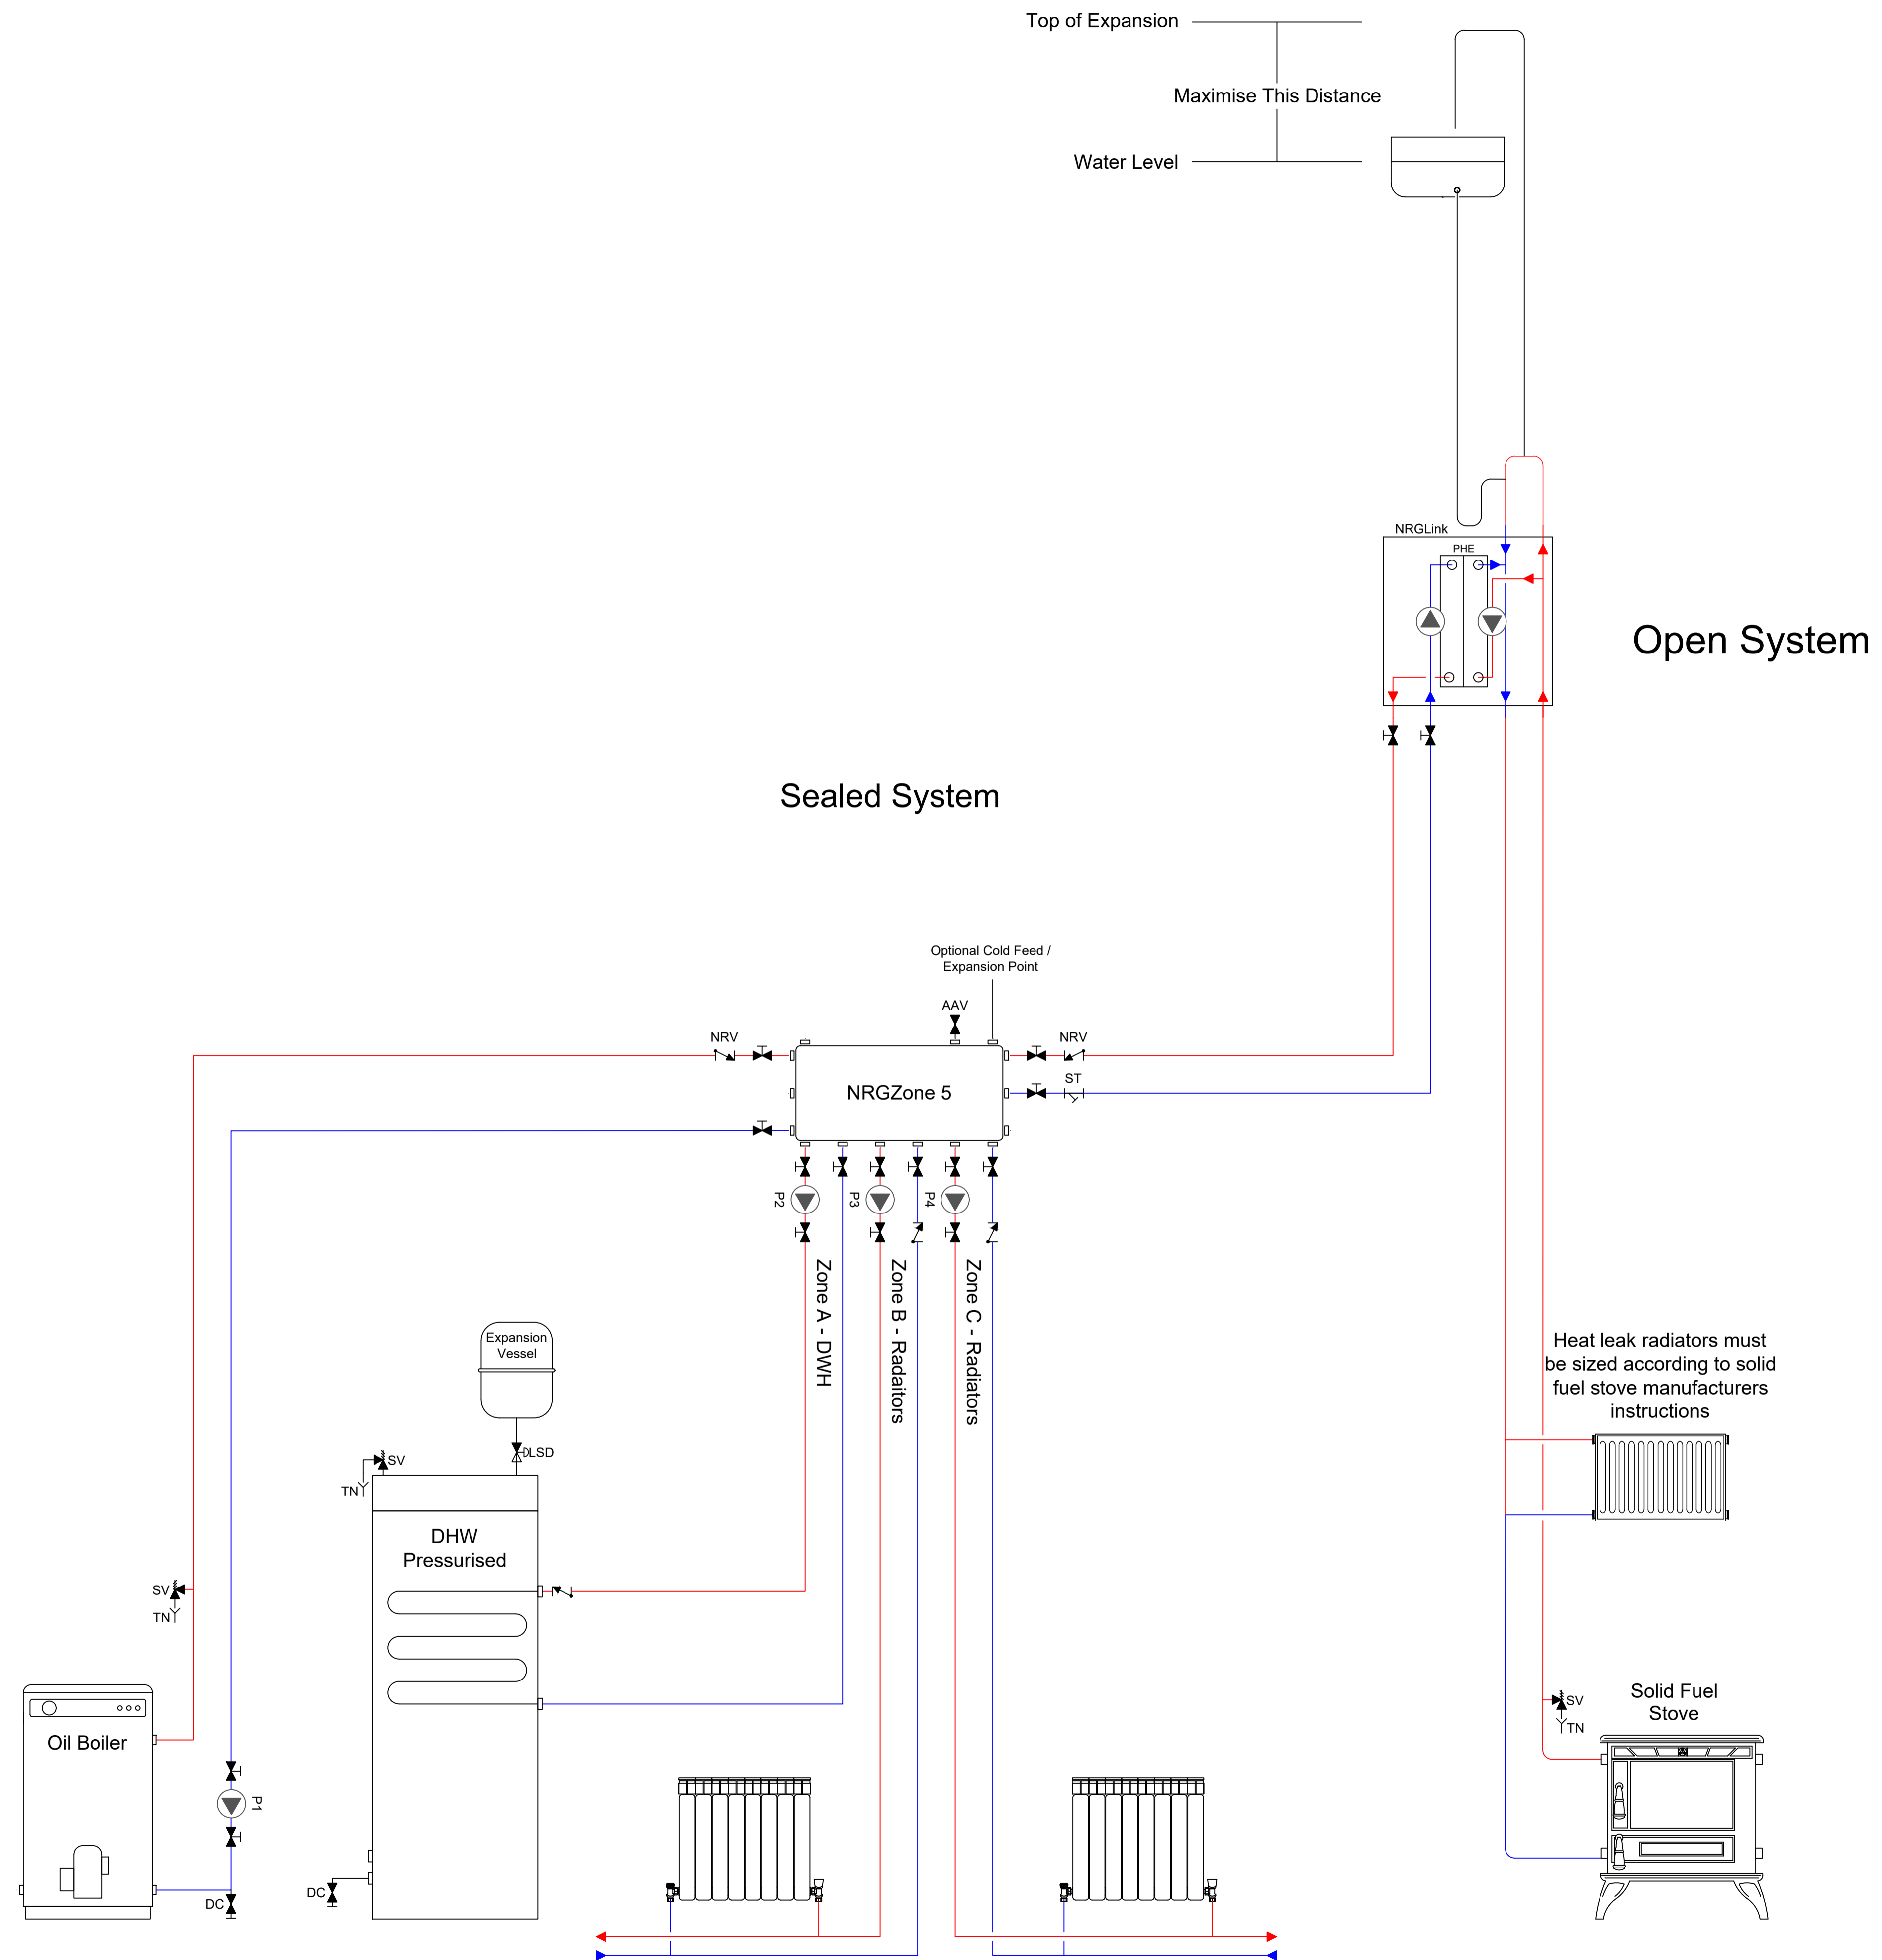 Top of Expansion
Maximise This Distance
Water Level
NRGLink
PHE
Open System
Sealed System
Optional Cold Feed /
Expansion Point
AAV
NRV
NRV
ST
NRGZone 5
P2
P3
P4
Zone A - DWH
Zone B - Radaitors
Zone C - Radiators
Expansion
Vessel
LSD
SV
TN
DHW
Pressurised
Heat leak radiators must
be sized according to solid
fuel stove manufacturers
instructions
SV
TN
Oil Boiler
P1
DC
DC
SV
TN
Solid Fuel
Stove